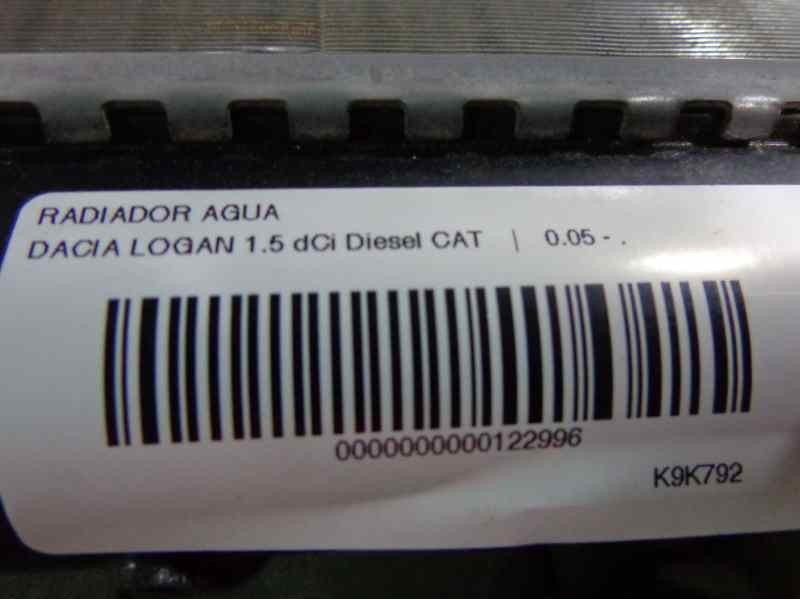 RADIADOR AGUA
DACIA LOGAN 1.5 dCi Diesel CAT | 0.05 - .
0000000000122996
K9K792